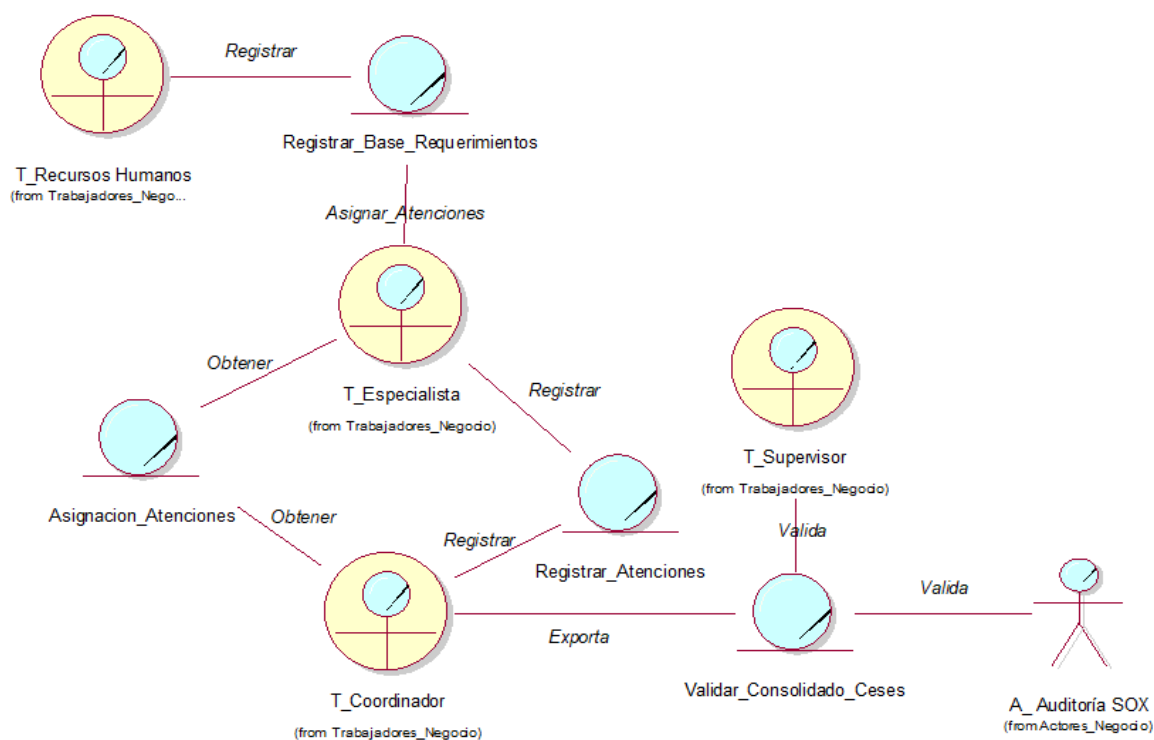 Registrar
Registrar_Base_Requerimientos
T_Recursos Humanos
(from Trabajadores_Nego...
Asignar_Atenciones
Obtener
T_Especialista
(from Trabajadores_Negocio)
Registrar
T_Supervisor
(from Trabajadores_Negocio)
Asignacion_Atenciones
Obtener
Registrar
Registrar_Atenciones
Valida
Valida
Exporta
T_Coordinador
(from Trabajadores_Negocio)
Validar_Consolidado_Ceses
A_ Auditoría SOX
(from Actores_Negocio)